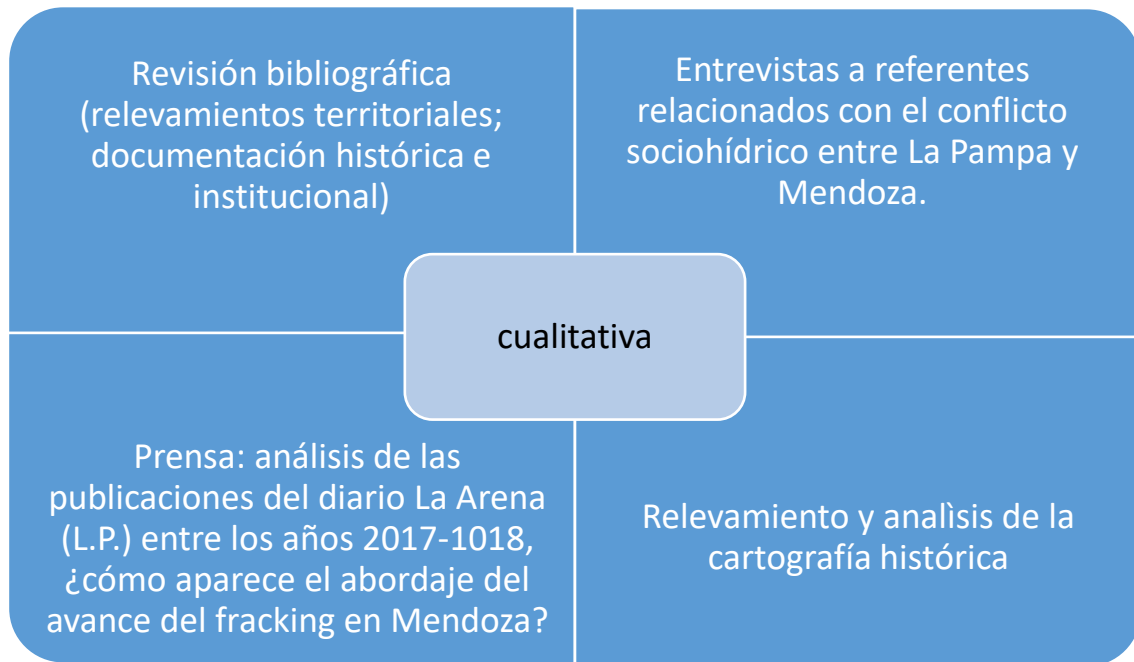 Revisión bibliográfica
(relevamientos territoriales;
documentación histórica e
institucional)
Entrevistas a referentes
relacionados con el conflicto
sociohídrico entre La Pampa y
Mendoza.
cualitativa
Prensa: análisis de las
publicaciones del diario La Arena
(L.P.) entre los años 2017-1018,
¿cómo aparece el abordaje del
avance del fracking en Mendoza?
Relevamiento y analìsis de la
cartografía histórica